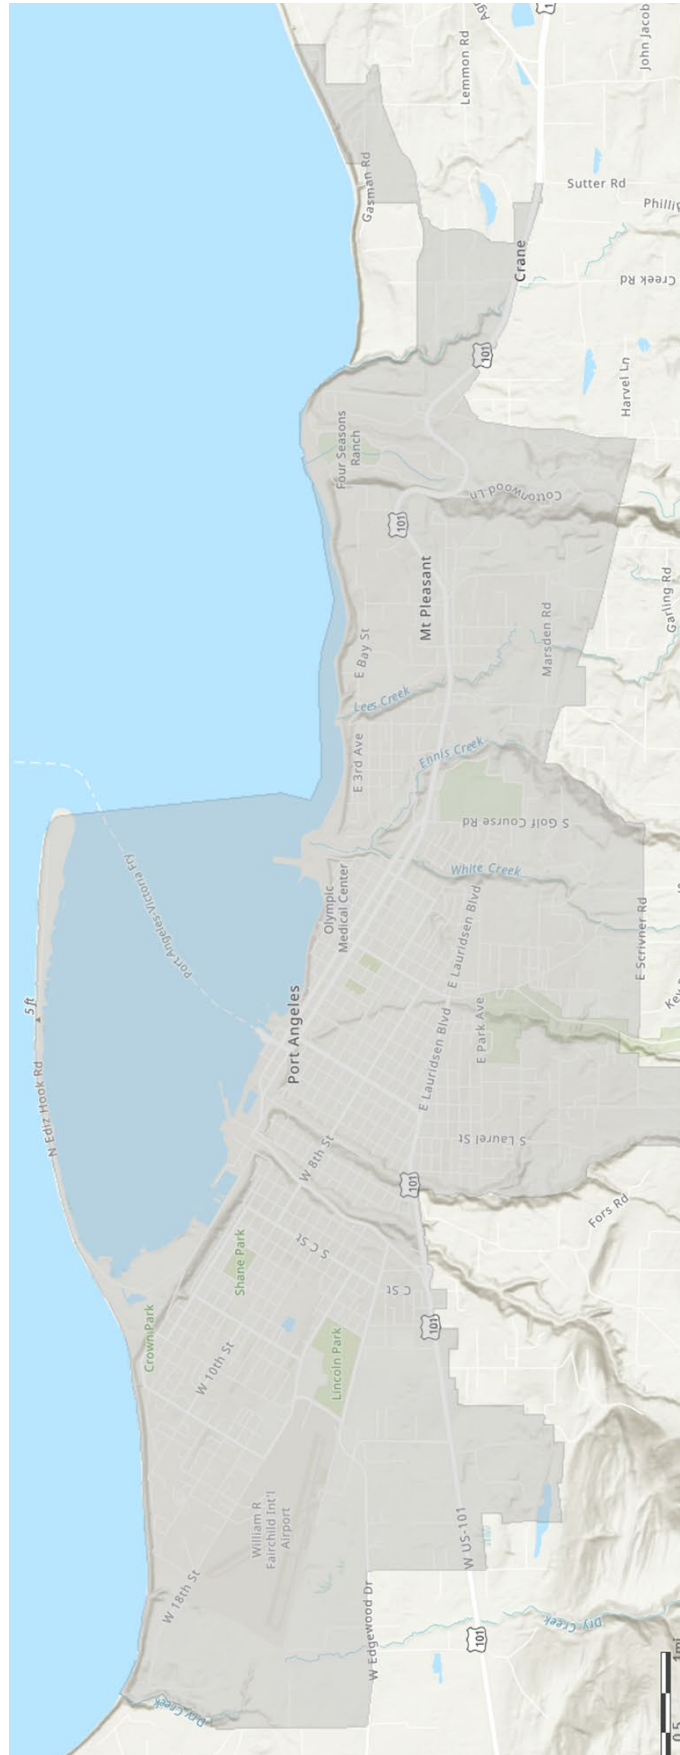 Lemmon Rd
John Jacob
Gasman Rd
Sutter Rd
Crane
Creek Rd
101
Harvel Ln
Four Seasons
Ranch
Cottonwood Ln
101
Mt Pleasant
Garling Rd
Marsden Rd
E Bay St
Lees Creek
E 3rd Ave
Ennis Creek
S Golf Course Rd
Port Angeles-Victoria Fry
White Creek
Olympic
Medical Center
E Lauridsen Blvd
E Scrivner Rd
5 ft
Port Angeles
E Park Ave
E Lauridsen Blvd
N Ediz Hook Rd
S Laurel St
W 8th St
101
Fors Rd
S C St
Shane Park
C St
Crown Park
101
Lincoln Park
W 10th St
William R
Fairchild Int'l
Airport
W US-101
W 18th St
W Edgewood Dr
Dry Creek
101
Dry Creek
0.5
1mi